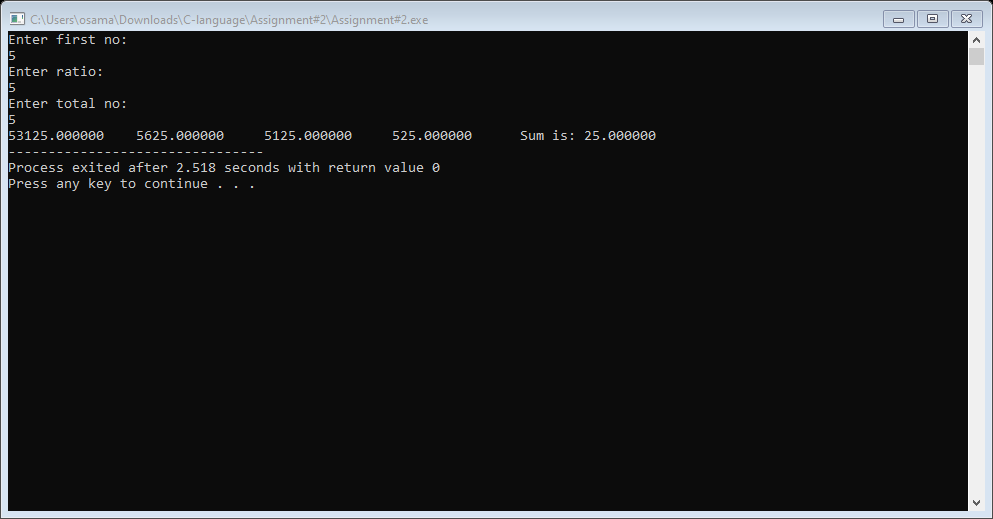 C:\Users\osama\Downloads\C-language\Assignment#2\Assignment#2.exe
Enter first no:
5
Enter ratio:
5
Enter total no:
5
53125.000000    5625.000000     5125.000000     525.000000      Sum is: 25.000000
--------------------------------
Process exited after 2.518 seconds with return value 0
Press any key to continue . . .